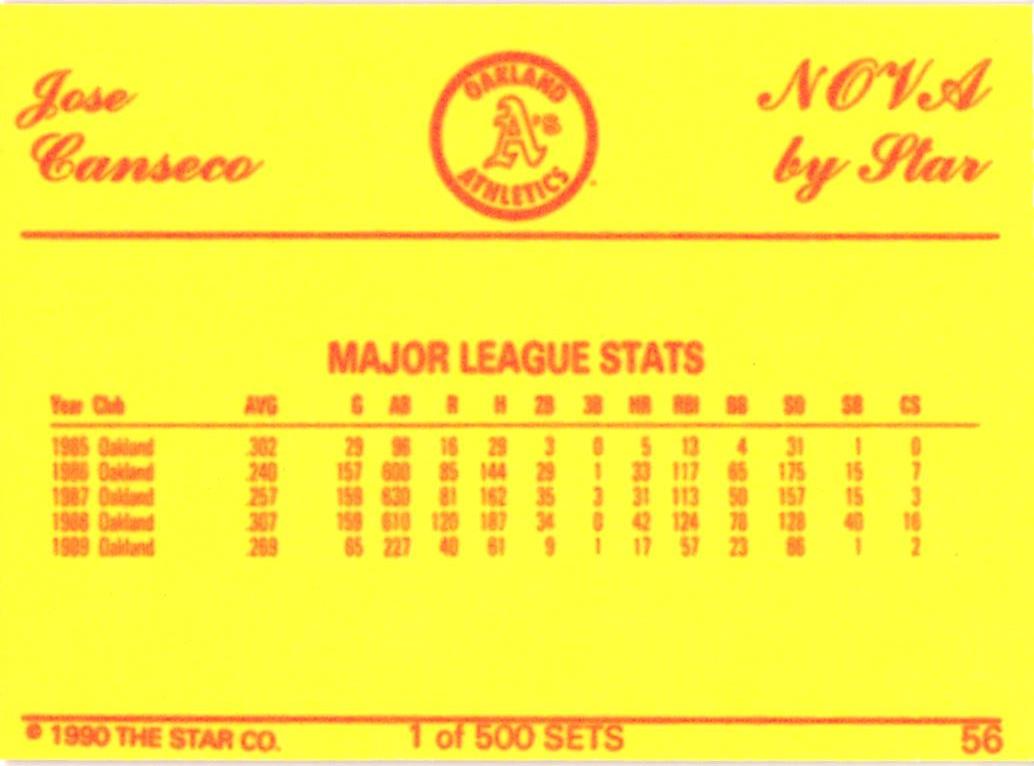 Jose
Canseco
OAKLAND
A's
ATHLETICS
NOVA
by Star
MAJOR LEAGUE STATS
Year Club AVG G AB R H 2B 3B HR RBI BB SO SB CS
1985 Oakland .302 29 96 16 29 3 0 5 13 4 31 1 0
1986 Oakland .240 157 600 85 144 29 1 33 117 65 175 15 7
1987 Oakland .257 159 630 81 162 35 3 31 113 50 157 15 3
1988 Oakland .307 159 610 120 187 34 0 42 124 78 128 40 16
1989 Oakland .269 65 227 40 61 9 1 17 57 23 66 1 2
© 1990 THE STAR CO. 1 of 500 SETS 56